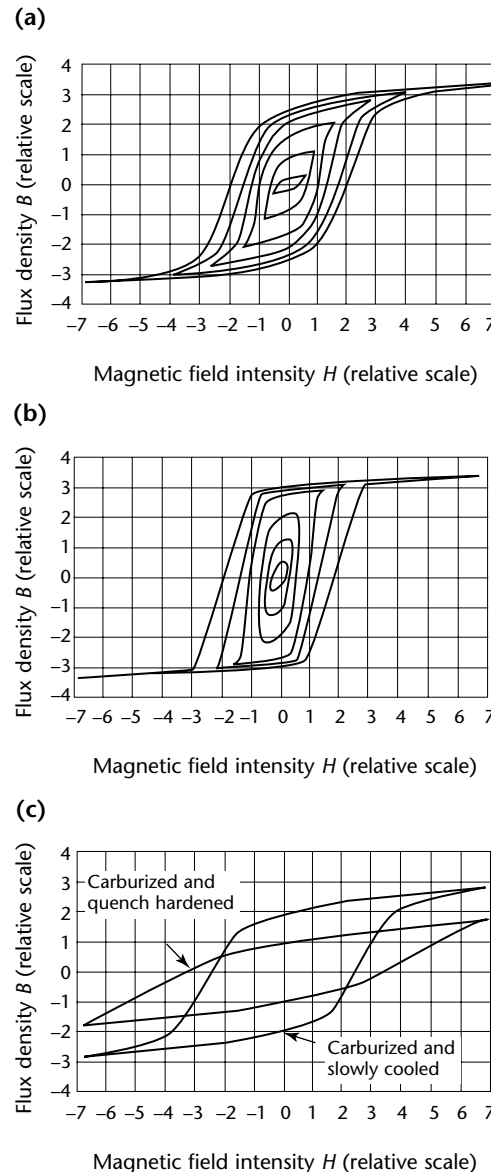 (a)
Flux density B (relative scale)
4
3
2
1
0
−1
−2
−3
−4
−7 −6 −5 −4 −3 −2 −1 0 1 2 3 4 5 6 7
Magnetic field intensity H (relative scale)
(b)
Flux density B (relative scale)
4
3
2
1
0
−1
−2
−3
−4
−7 −6 −5 −4 −3 −2 −1 0 1 2 3 4 5 6 7
Magnetic field intensity H (relative scale)
(c)
Flux density B (relative scale)
4
3
2
1
0
−1
−2
−3
−4
Carburized and
quench hardened
Carburized and
slowly cooled
−7 −6 −5 −4 −3 −2 −1 0 1 2 3 4 5 6 7
Magnetic field intensity H (relative scale)